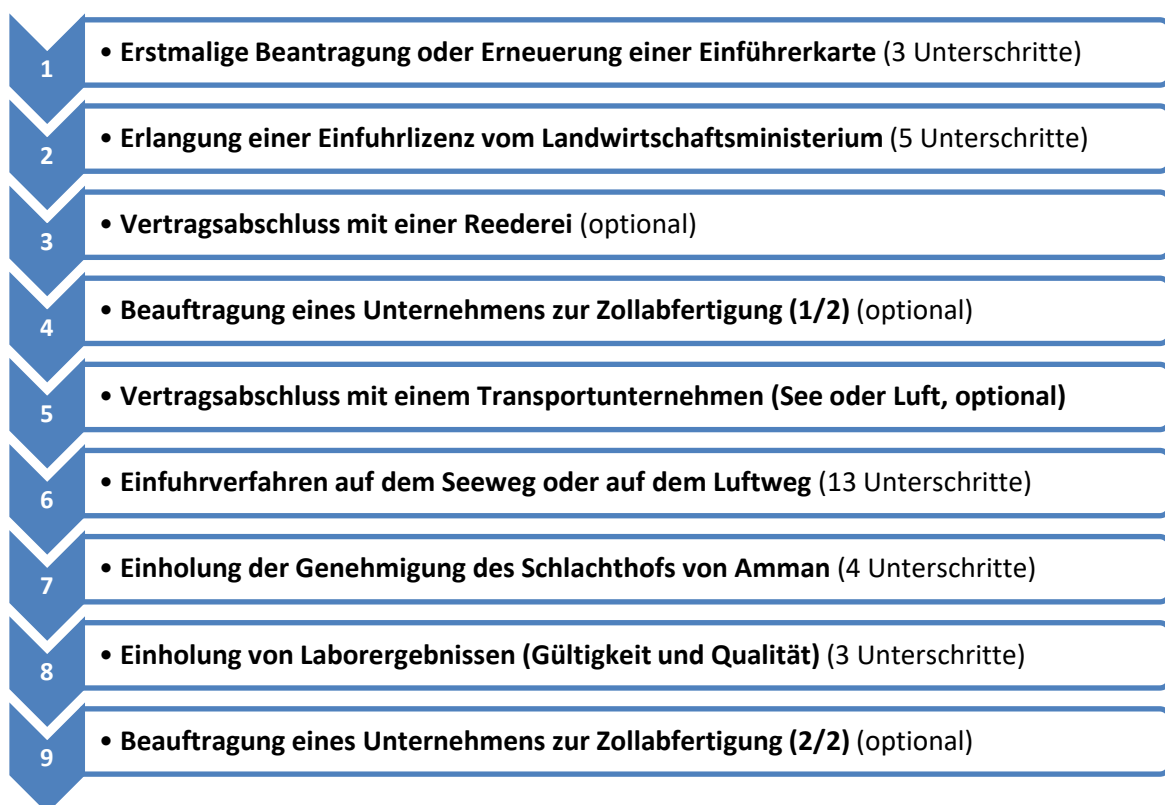 1
• Erstmalige Beantragung oder Erneuerung einer Einführerkarte (3 Unterschritte)
2
• Erlangung einer Einfuhrlizenz vom Landwirtschaftsministerium (5 Unterschritte)
3
• Vertragsabschluss mit einer Reederei (optional)
4
• Beauftragung eines Unternehmens zur Zollabfertigung (1/2) (optional)
5
• Vertragsabschluss mit einem Transportunternehmen (See oder Luft, optional)
6
• Einfuhrverfahren auf dem Seeweg oder auf dem Luftweg (13 Unterschritte)
7
• Einholung der Genehmigung des Schlachthofs von Amman (4 Unterschritte)
8
• Einholung von Laborergebnissen (Gültigkeit und Qualität) (3 Unterschritte)
9
• Beauftragung eines Unternehmens zur Zollabfertigung (2/2) (optional)